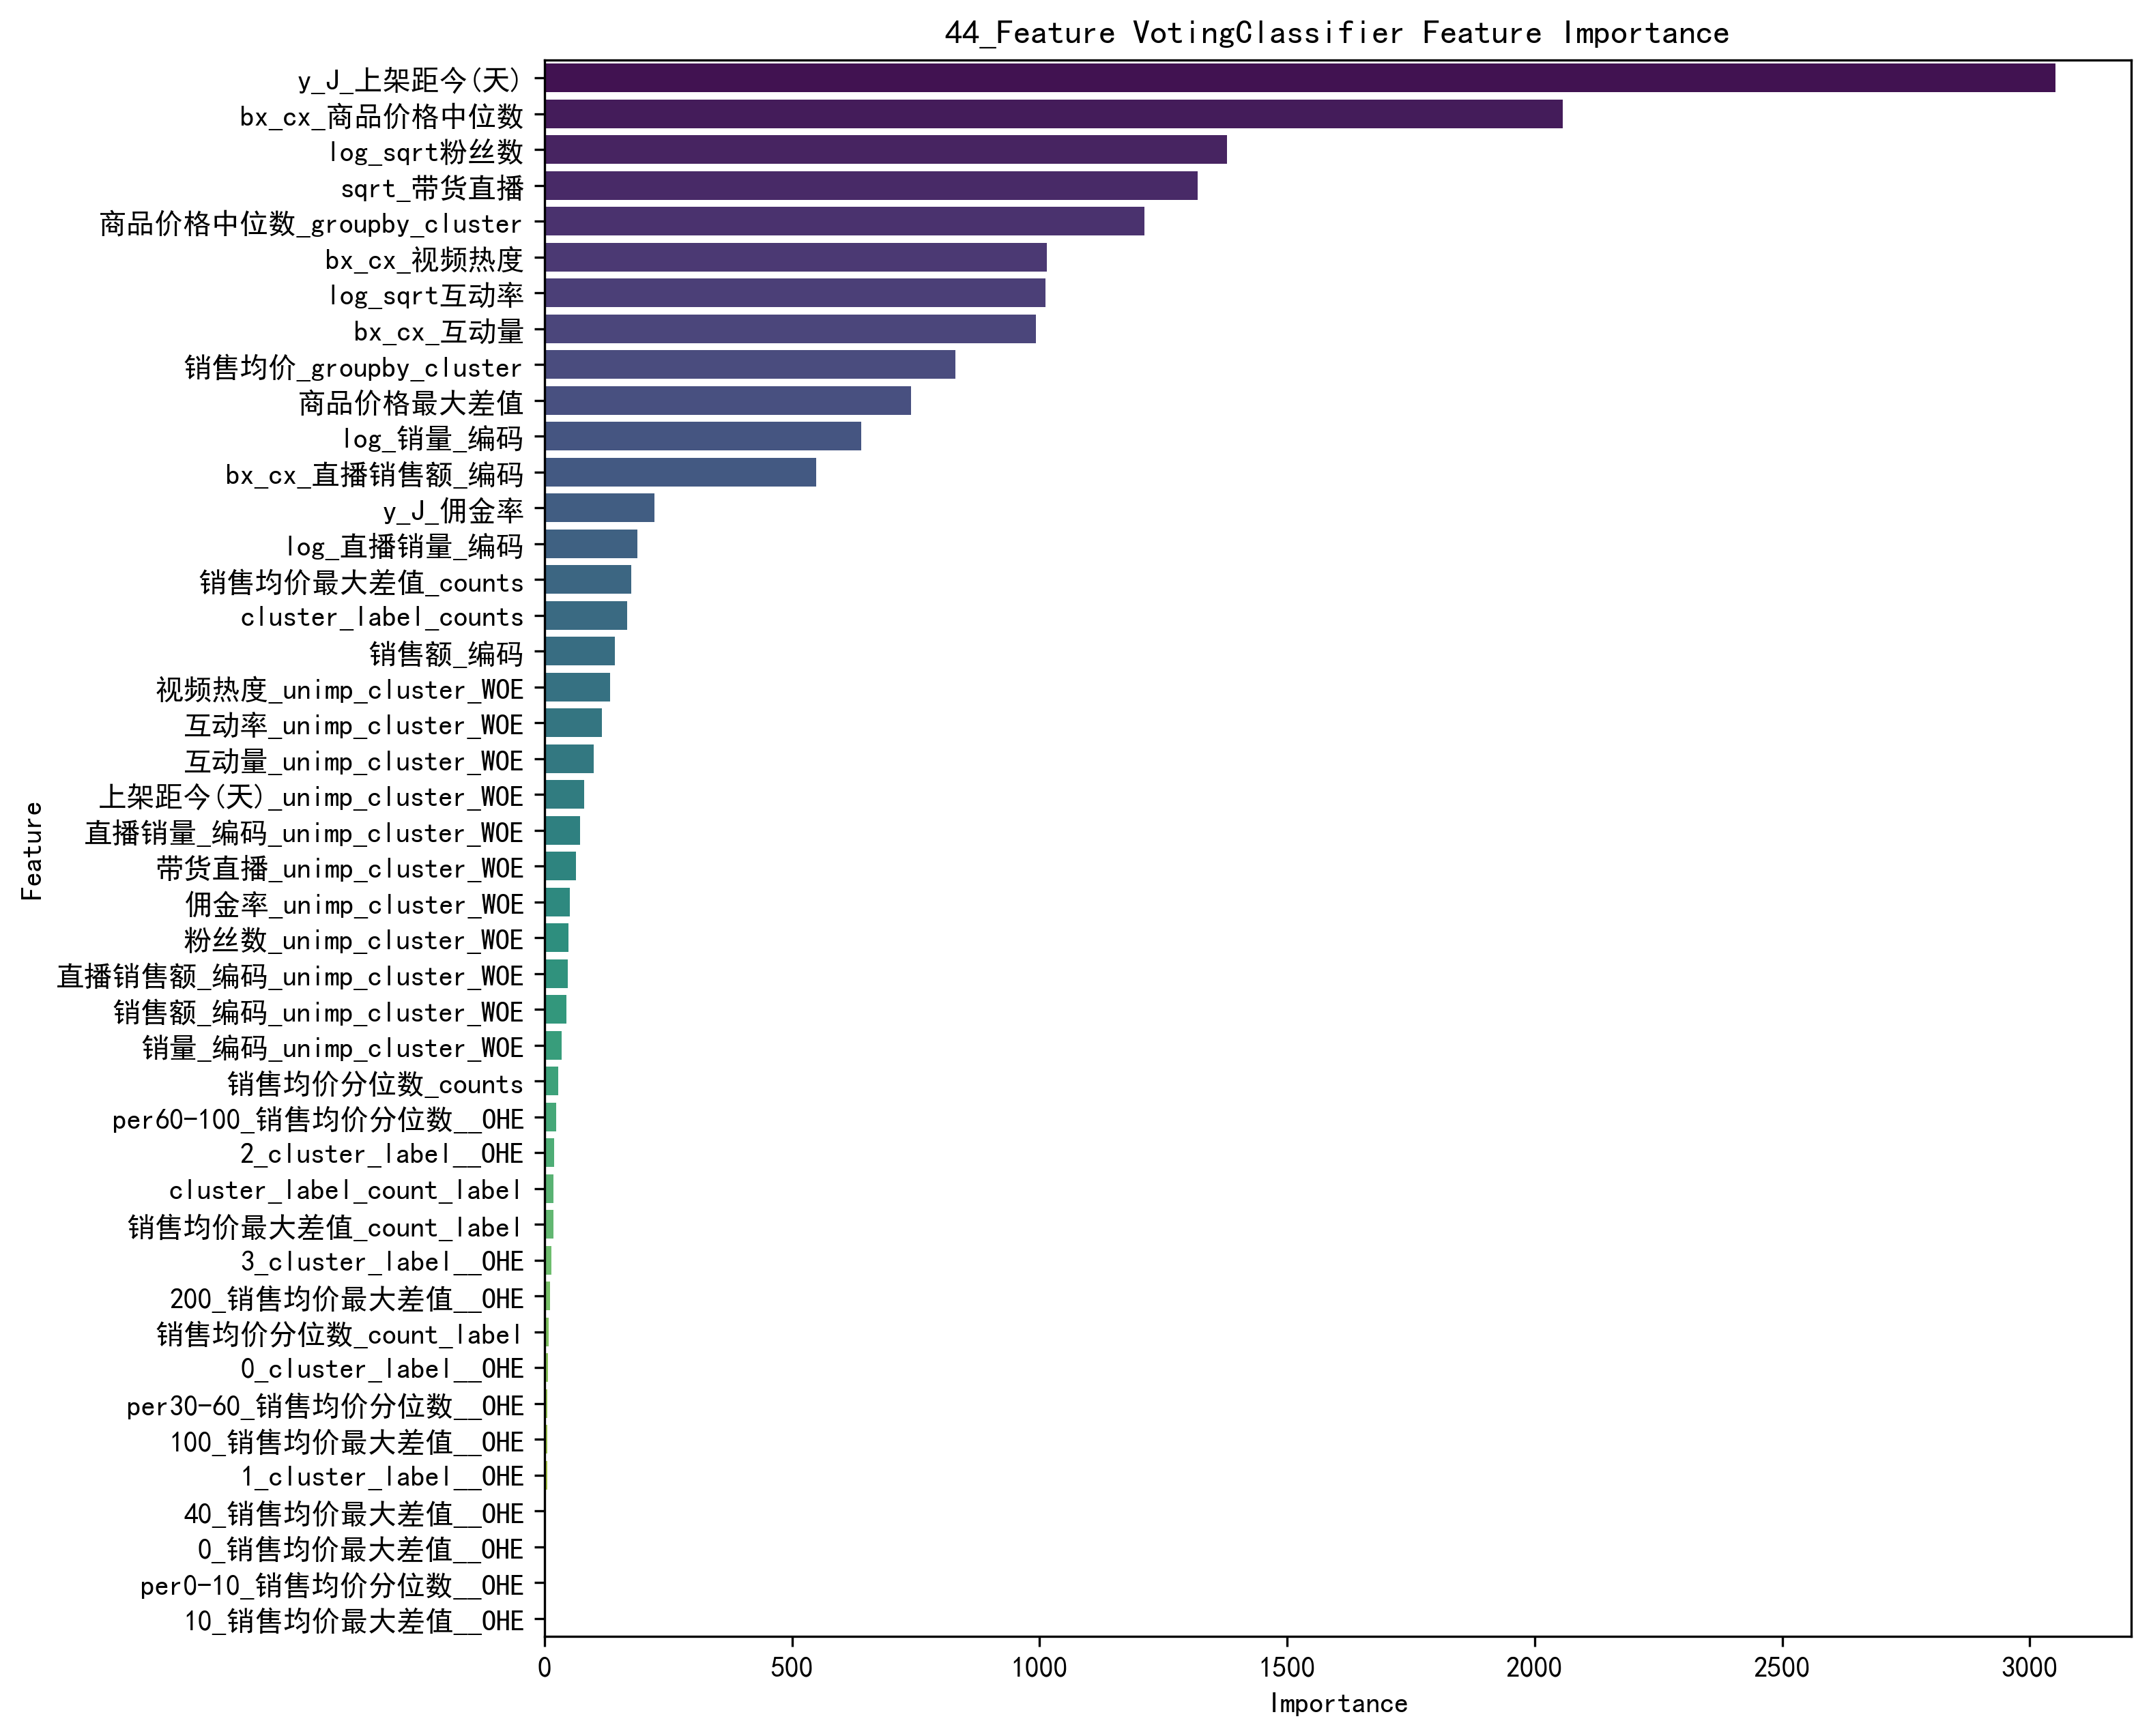 44_Feature VotingClassifier Feature Importance
y_J_上架距今(天)
bx_cx_商品价格中位数
log_sqrt粉丝数
sqrt_带货直播
商品价格中位数_groupby_cluster
bx_cx_视频热度
log_sqrt互动率
bx_cx_互动量
销售均价_groupby_cluster
商品价格最大差值
log_销量_编码
bx_cx_直播销售额_编码
y_J_佣金率
log_直播销量_编码
销售均价最大差值_counts
cluster_label_counts
销售额_编码
视频热度_unimp_cluster_WOE
互动率_unimp_cluster_WOE
互动量_unimp_cluster_WOE
上架距今(天)_unimp_cluster_WOE
直播销量_编码_unimp_cluster_WOE
带货直播_unimp_cluster_WOE
佣金率_unimp_cluster_WOE
粉丝数_unimp_cluster_WOE
直播销售额_编码_unimp_cluster_WOE
销售额_编码_unimp_cluster_WOE
销量_编码_unimp_cluster_WOE
销售均价分位数_counts
per60-100_销售均价分位数__OHE
2_cluster_label__OHE
cluster_label_count_label
销售均价最大差值_count_label
3_cluster_label__OHE
200_销售均价最大差值__OHE
销售均价分位数_count_label
0_cluster_label__OHE
per30-60_销售均价分位数__OHE
100_销售均价最大差值__OHE
1_cluster_label__OHE
40_销售均价最大差值__OHE
0_销售均价最大差值__OHE
per0-10_销售均价分位数__OHE
10_销售均价最大差值__OHE
Feature
0 500 1000 1500 2000 2500 3000
Importance